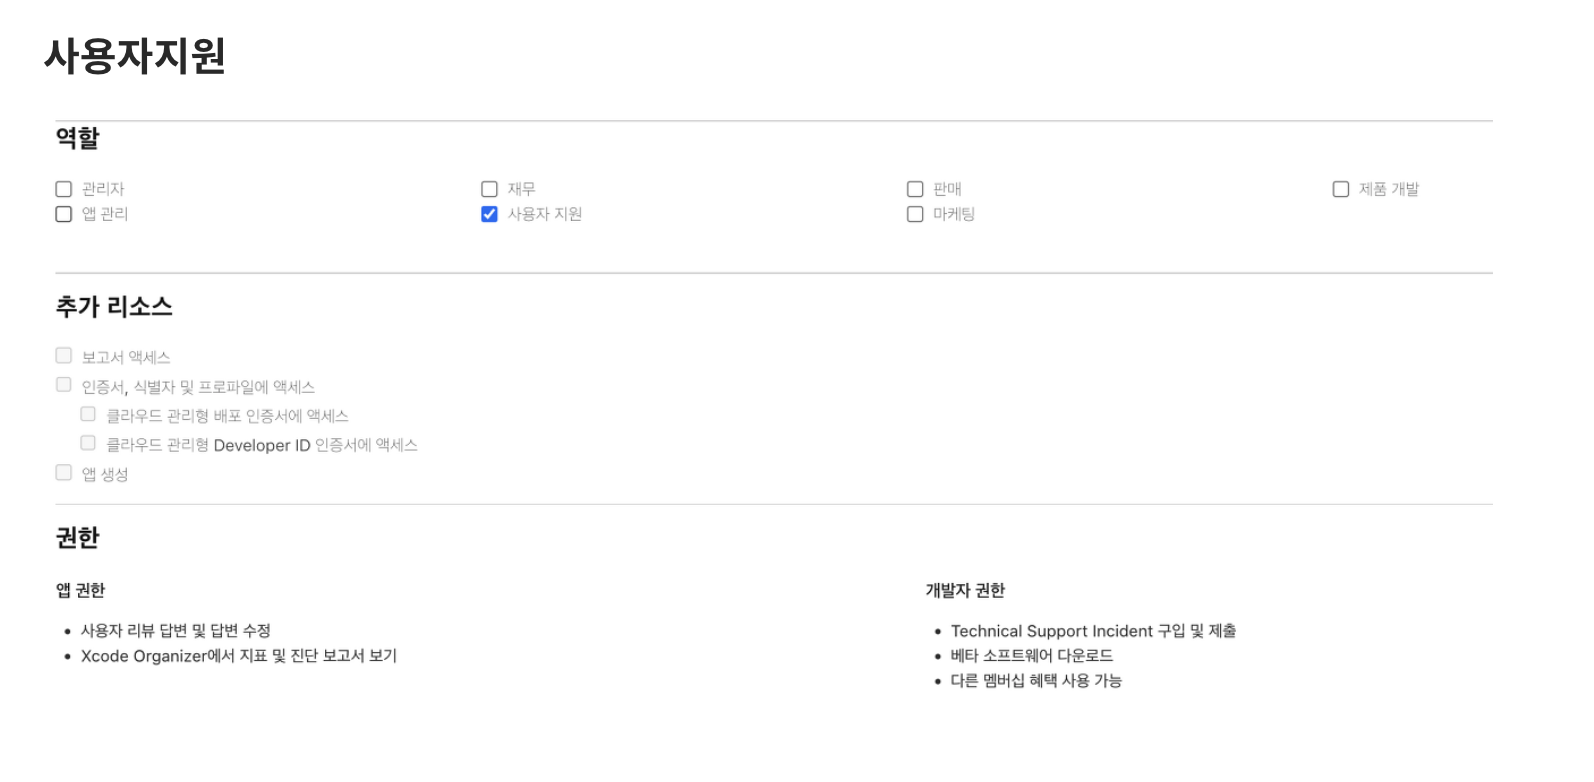 사용자지원
역할
관리자 재무 판매 제품 개발
앱 관리 사용자 지원 마케팅
추가 리소스
보고서 액세스
인증서, 식별자 및 프로파일에 액세스
클라우드 관리형 배포 인증서에 액세스
클라우드 관리형 Developer ID 인증서에 액세스
앱 생성
권한
앱 권한
• 사용자 리뷰 답변 및 답변 수정
• Xcode Organizer에서 지표 및 진단 보고서 보기
개발자 권한
• Technical Support Incident 구입 및 제출
• 베타 소프트웨어 다운로드
• 다른 멤버십 혜택 사용 가능